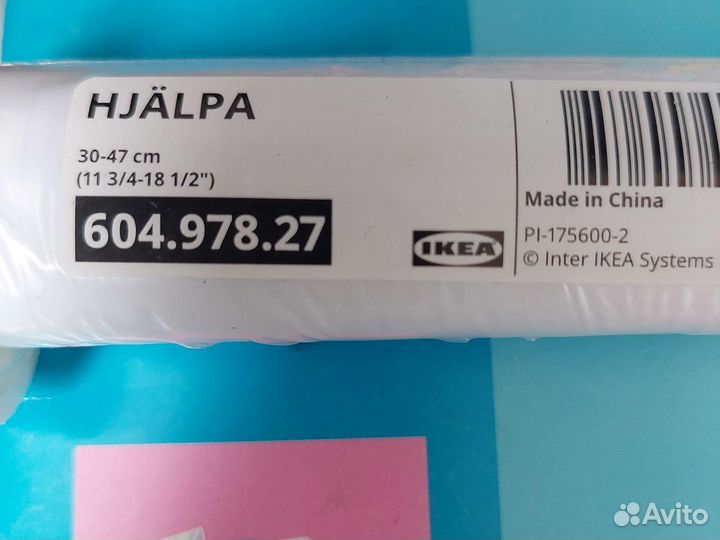 HJÄLPA
30-47 cm
(11 3/4-18 1/2")
604.978.27
IKEA
Made in China
PI-175600-2
© Inter IKEA Systems
Avito